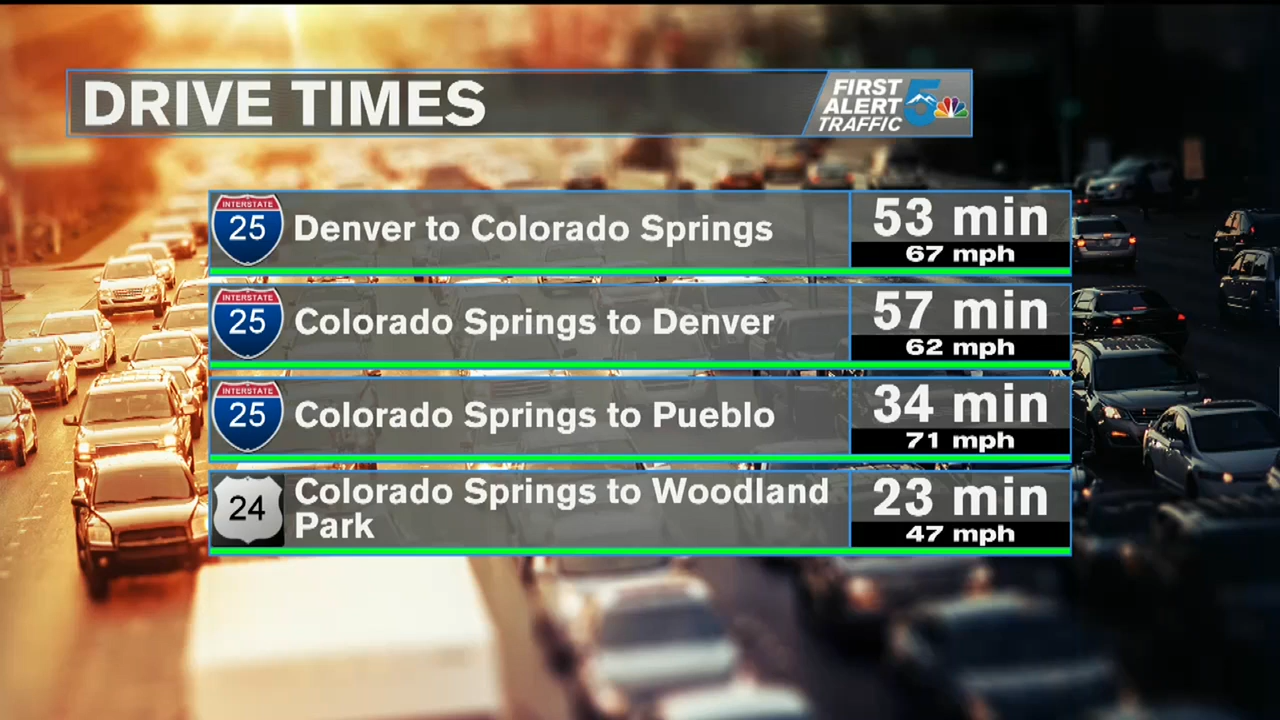 DRIVE TIMES
FIRST
ALERT
TRAFFIC
5
INTERSTATE
25
Denver to Colorado Springs
53 min
67 mph
INTERSTATE
25
Colorado Springs to Denver
57 min
62 mph
INTERSTATE
25
Colorado Springs to Pueblo
34 min
71 mph
24
Colorado Springs to Woodland
Park
23 min
47 mph